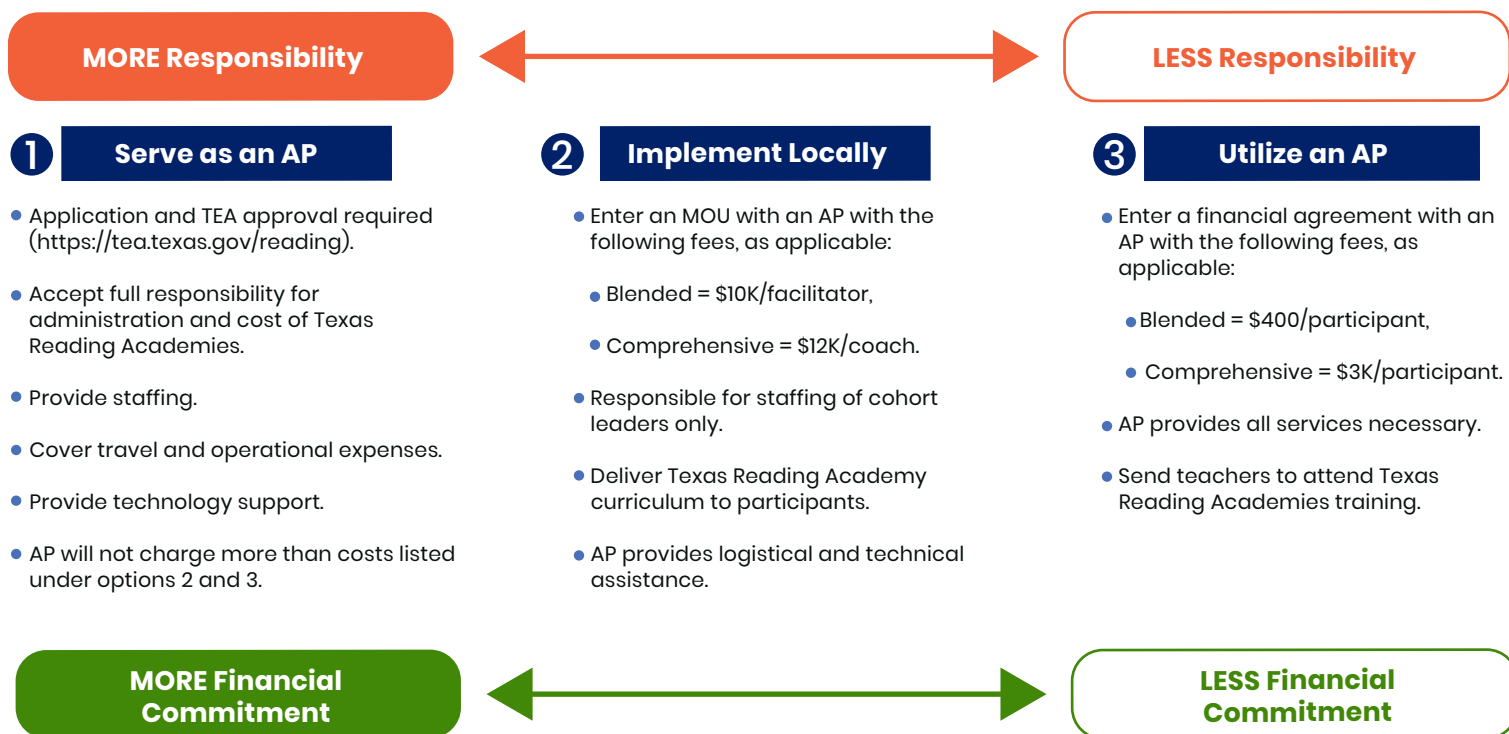 MORE Responsibility
LESS Responsibility
1 Serve as an AP
• Application and TEA approval required
(https://tea.texas.gov/reading).
• Accept full responsibility for
administration and cost of Texas
Reading Academies.
• Provide staffing.
• Cover travel and operational expenses.
• Provide technology support.
• AP will not charge more than costs listed
under options 2 and 3.
2 Implement Locally
• Enter an MOU with an AP with the
following fees, as applicable:
• Blended = $10K/facilitator,
• Comprehensive = $12K/coach.
• Responsible for staffing of cohort
leaders only.
• Deliver Texas Reading Academy
curriculum to participants.
• AP provides logistical and technical
assistance.
3 Utilize an AP
• Enter a financial agreement with an
AP with the following fees, as
applicable:
• Blended = $400/participant,
• Comprehensive = $3K/participant.
• AP provides all services necessary.
• Send teachers to attend Texas
Reading Academies training.
MORE Financial
Commitment
LESS Financial
Commitment